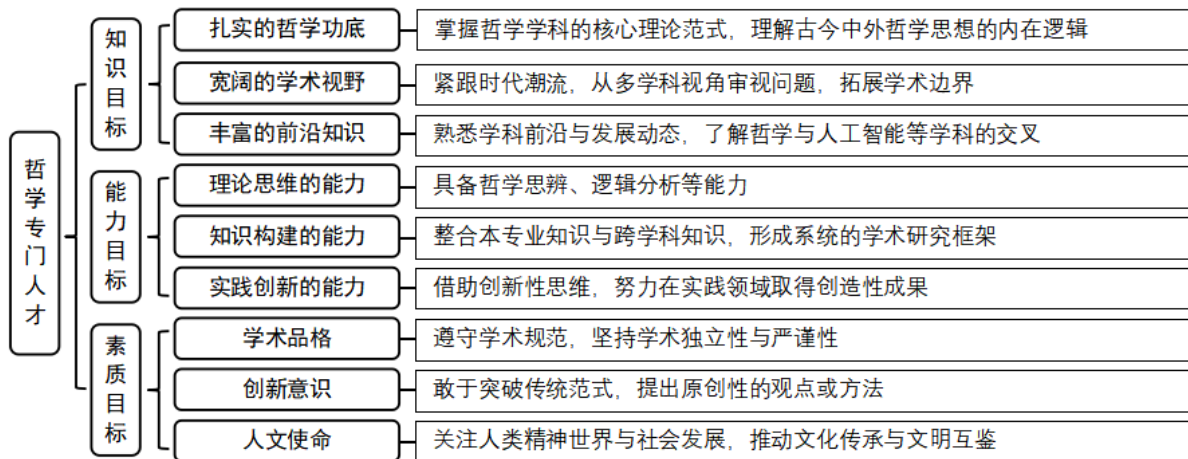 哲学专门人才
知识目标
扎实的哲学功底
掌握哲学学科的核心理论范式，理解古今中外哲学思想的内在逻辑
宽阔的学术视野
紧跟时代潮流，从多学科视角审视问题，拓展学术边界
丰富的前沿知识
熟悉学科前沿与发展动态，了解哲学与人工智能等学科的交叉
能力目标
理论思维的能力
具备哲学思辨、逻辑分析等能力
知识构建的能力
整合本专业知识与跨学科知识，形成系统的学术研究框架
实践创新的能力
借助创新性思维，努力在实践领域取得创造性成果
素质目标
学术品格
遵守学术规范，坚持学术独立性与严谨性
创新意识
敢于突破传统范式，提出原创性的观点或方法
人文使命
关注人类精神世界与社会发展，推动文化传承与文明互鉴